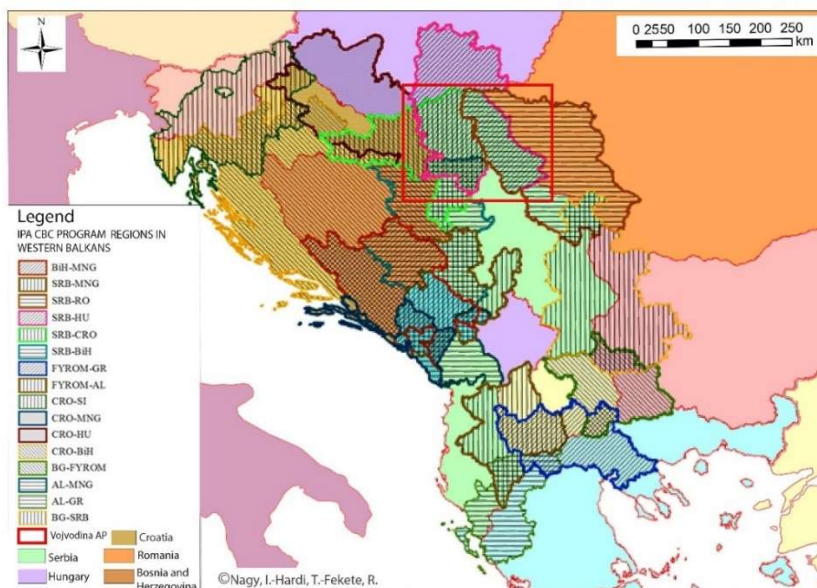 N
0 2550 100 150 200 250
km
Legend
IPA CBC PROGRAM REGIONS IN
WESTERN BALKANS
BiH-MNG
SRB-MNG
SRB-RO
SRB-HU
SRB-CRO
SRB-BiH
FYROM-GR
FYROM-AL
CRO-SI
CRO-MNG
CRO-HU
CRO-BiH
BG-FYROM
AL-MNG
AL-GR
BG-SRB
Vojvodina AP
Croatia
Serbia
Romania
Hungary
Bosnia and
Herzegovina
©Nagy, I.-Hardi, T.-Fekete, R.